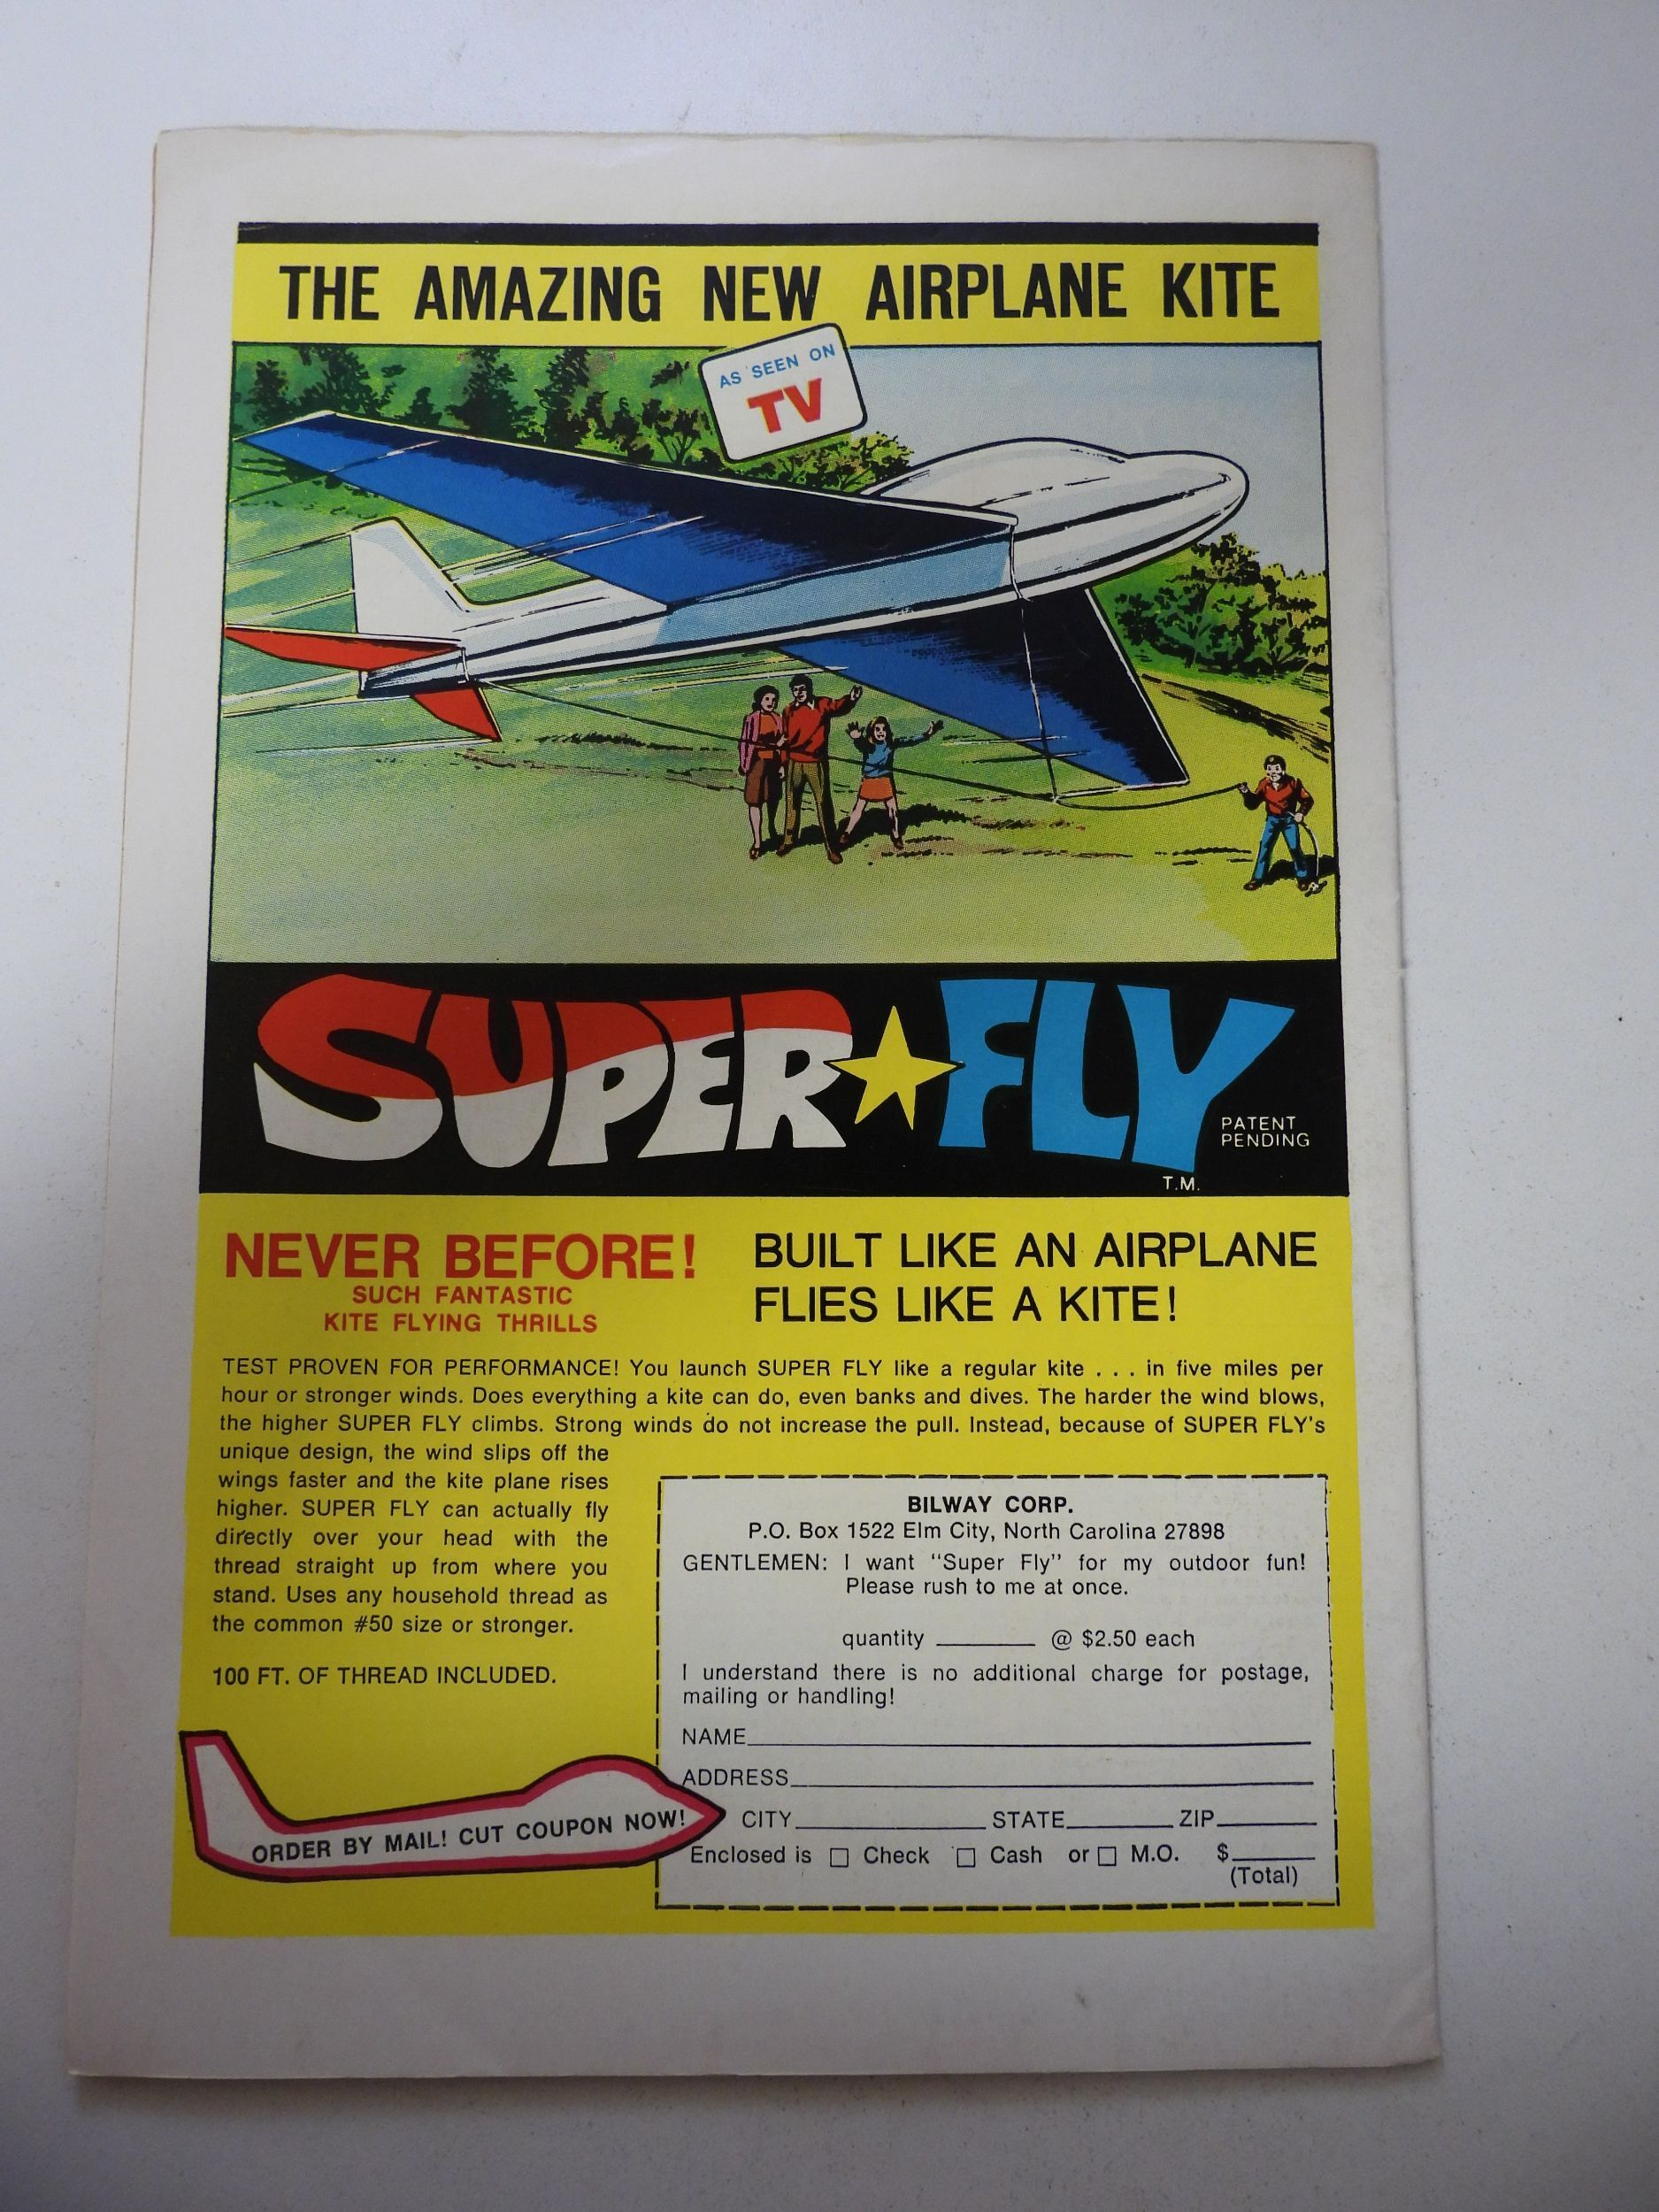 THE AMAZING NEW AIRPLANE KITE
AS SEEN ON
TV
SUPER FLY
PATENT
PENDING
T.M.
NEVER BEFORE!
SUCH FANTASTIC
KITE FLYING THRILLS
BUILT LIKE AN AIRPLANE
FLIES LIKE A KITE!
TEST PROVEN FOR PERFORMANCE! You launch SUPER FLY like a regular kite . . . in five miles per
hour or stronger winds. Does everything a kite can do, even banks and dives. The harder the wind blows,
the higher SUPER FLY climbs. Strong winds do not increase the pull. Instead, because of SUPER FLY's
unique design, the wind slips off the
wings faster and the kite plane rises
higher. SUPER FLY can actually fly
directly over your head with the
thread straight up from where you
stand. Uses any household thread as
the common #50 size or stronger.
100 FT. OF THREAD INCLUDED.
ORDER BY MAIL! CUT COUPON NOW!
BILWAY CORP.
P.O. Box 1522 Elm City, North Carolina 27898
GENTLEMEN: I want "Super Fly" for my outdoor fun!
Please rush to me at once.
quantity ________ @ $2.50 each
I understand there is no additional charge for postage,
mailing or handling!
NAME________
ADDRESS________
CITY________ STATE________ ZIP________
Enclosed is □ Check □ Cash or □ M.O. $________
(Total)